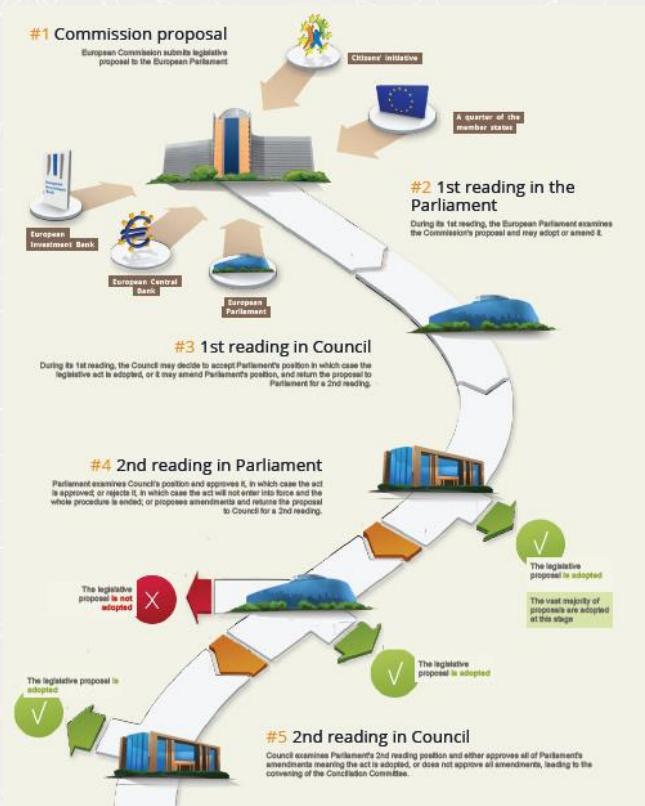 #1 Commission proposal
European Commission submits legislative
proposal to the European Parliament
Citizens' initiative
A quarter of the
member states
European
Investment Bank
European Central
Bank
European
Parliament
#2 1st reading in the
Parliament
During its 1st reading, the European Parliament examines
the Commission's proposal and may adopt or amend it.
#3 1st reading in Council
During its 1st reading, the Council may decide to accept Parliament's position in which case the
legislative act is adopted, or it may amend Parliament's position, and return the proposal to
Parliament for a 2nd reading.
#4 2nd reading in Parliament
Parliament examines Council's position and approves it, in which case the act
is approved; or rejects it, in which case the act will not enter into force and the
whole procedure is ended; or proposes amendments and returns the proposal
to Council for a 2nd reading.
The legislative
proposal is adopted
The vast majority of
proposals are adopted
at this stage
The legislative
proposal is not
adopted
X
The legislative
proposal is adopted
The legislative proposal is
adopted
#5 2nd reading in Council
Council examines Parliament's 2nd reading position and either approves all of Parliament's
amendments meaning the act is adopted, or does not approve all amendments, leading to the
convening of the Conciliation Committee.